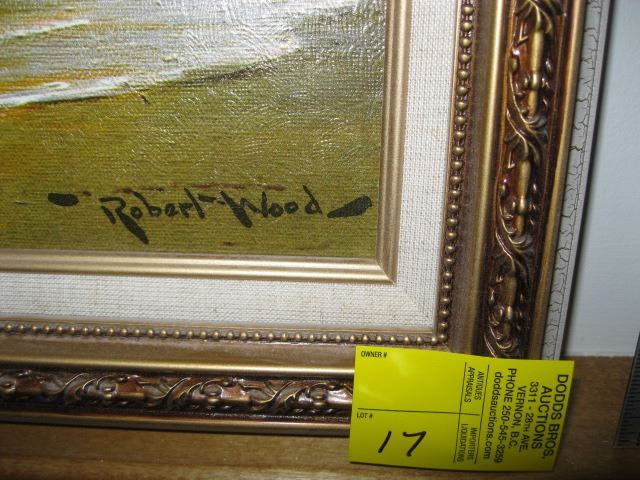 Robert Wood
OWNER #
LOT #
17
ANTIQUES
APPRAISALS
IMPORTERS
LIQUIDATIONS
DODDS BROS.
AUCTIONS
3311 - 28TH AVE.
VERNON, B.C.
PHONE 250-545-3259
doddsauctions.com